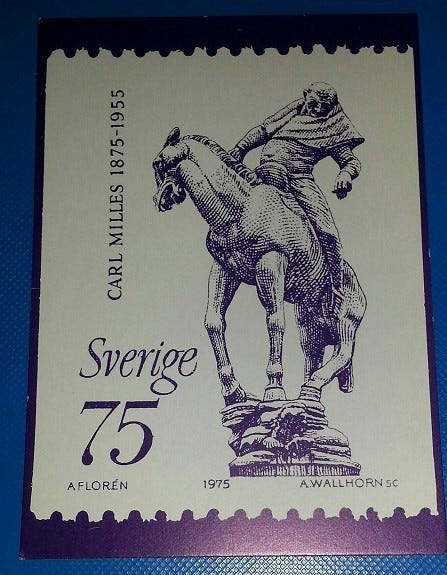 CARL MILLES 1875-1955
Sverige
75
A FLORÉN 1975 A.WALLHORN SC